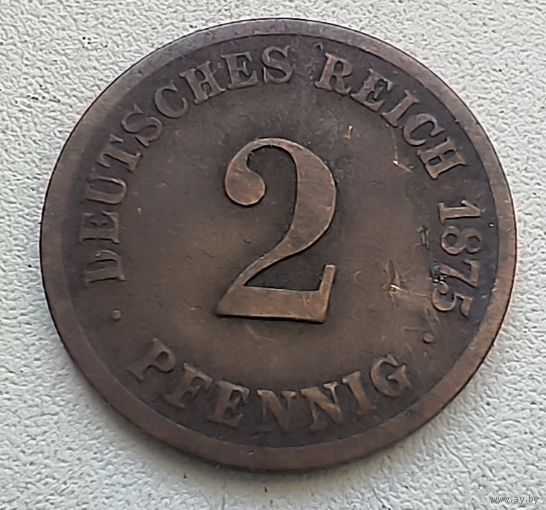 DEUTSCHES REICH 1875
2
PFENNIG
www.ay.by